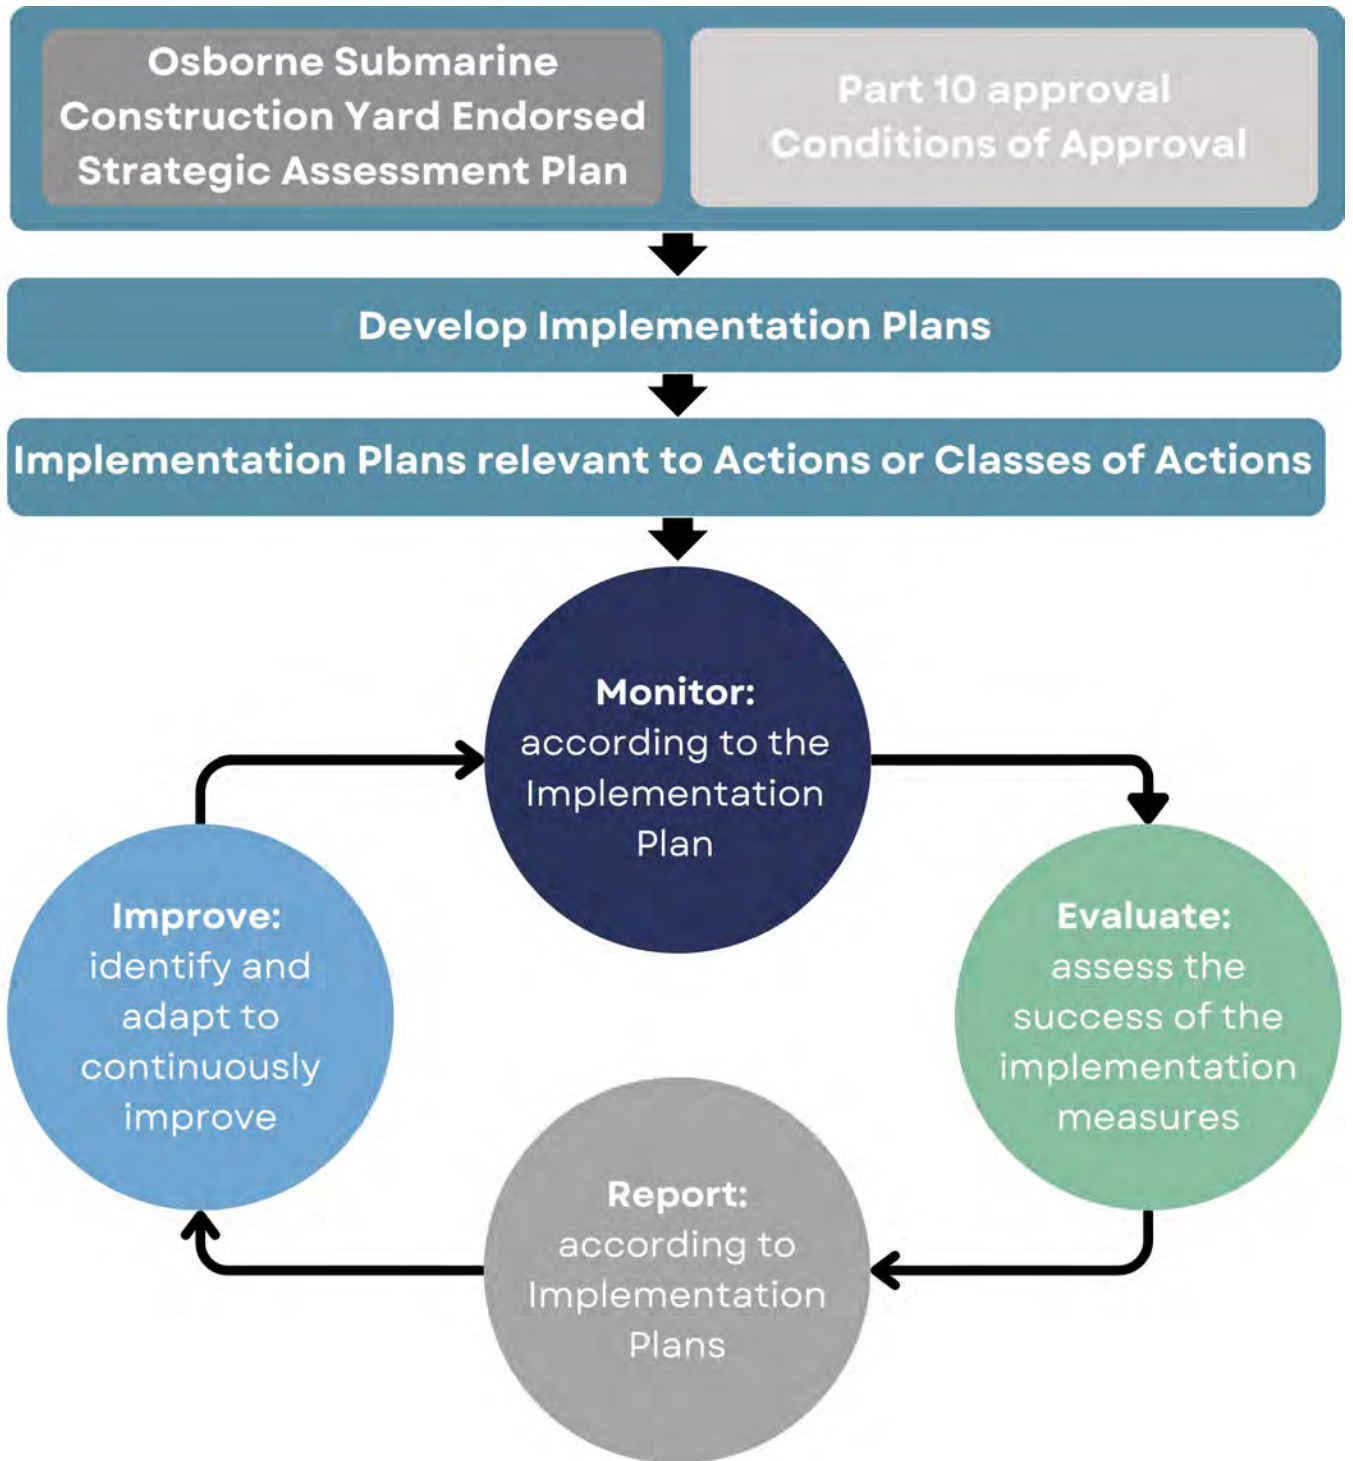 Osborne Submarine
Construction Yard Endorsed
Strategic Assessment Plan
Part 10 approval
Conditions of Approval
Develop Implementation Plans
Implementation Plans relevant to Actions or Classes of Actions
Monitor:
according to the
Implementation
Plan
Evaluate:
assess the
success of the
implementation
measures
Report:
according to
Implementation
Plans
Improve:
identify and
adapt to
continuously
improve